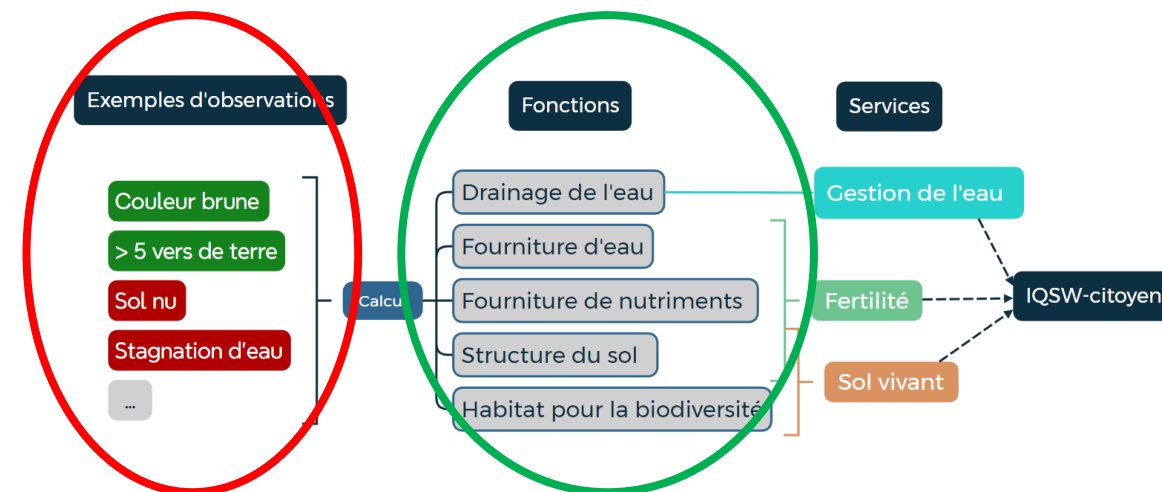 Exemples d'observations
Fonctions
Services
Couleur brune
> 5 vers de terre
Sol nu
Stagnation d'eau
...
Calcul
Drainage de l'eau
Fourniture d'eau
Fourniture de nutriments
Structure du sol
Habitat pour la biodiversité
Gestion de l'eau
Fertilité
Sol vivant
IQSW-citoyen